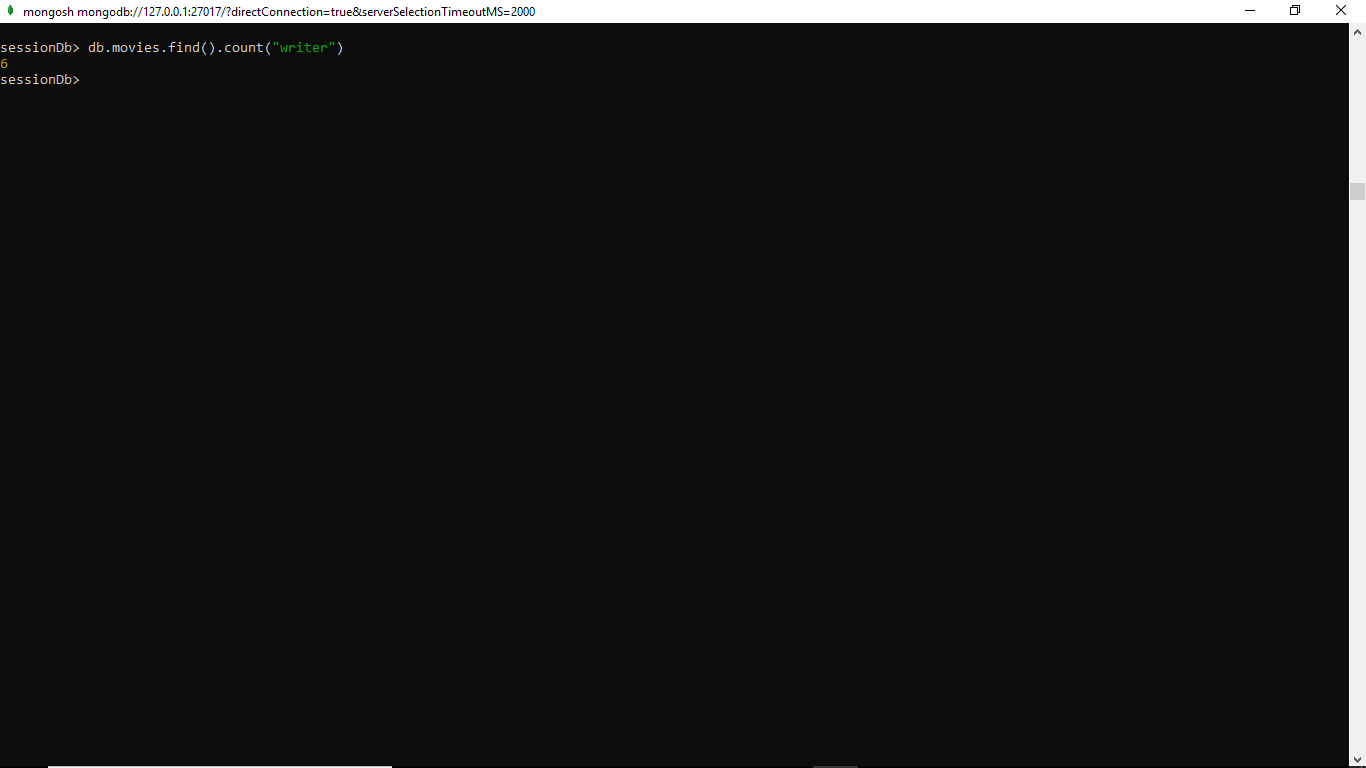 mongosh mongodb://127.0.0.1:27017/?directConnection=true&serverSelectionTimeoutMS=2000
sessionDb> db.movies.find().count("writer")
6
sessionDb>